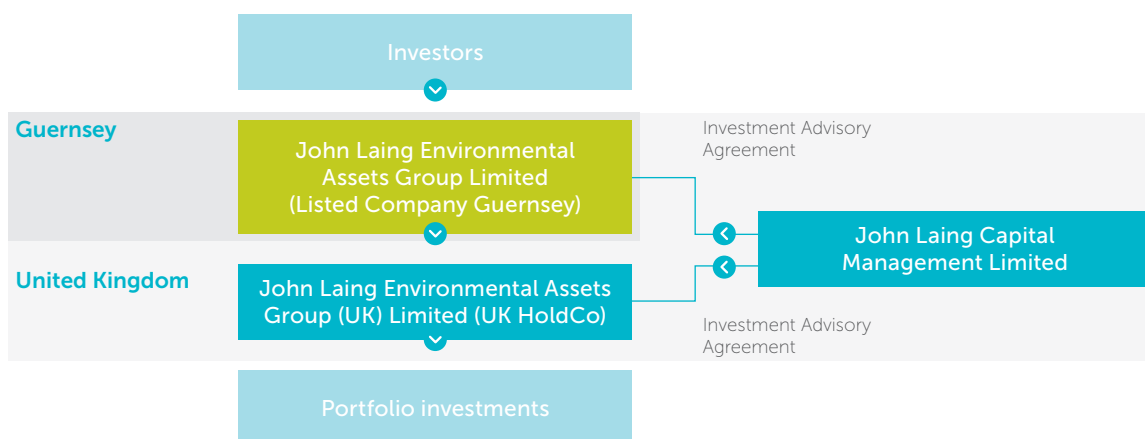 Investors
Guernsey
John Laing Environmental
Assets Group Limited
(Listed Company Guernsey)
Investment Advisory
Agreement
John Laing Capital
Management Limited
United Kingdom
John Laing Environmental Assets
Group (UK) Limited (UK HoldCo)
Investment Advisory
Agreement
Portfolio investments